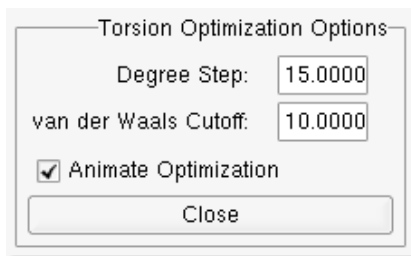 Torsion Optimization Options
Degree Step: 15.0000
van der Waals Cutoff: 10.0000
Animate Optimization
Close